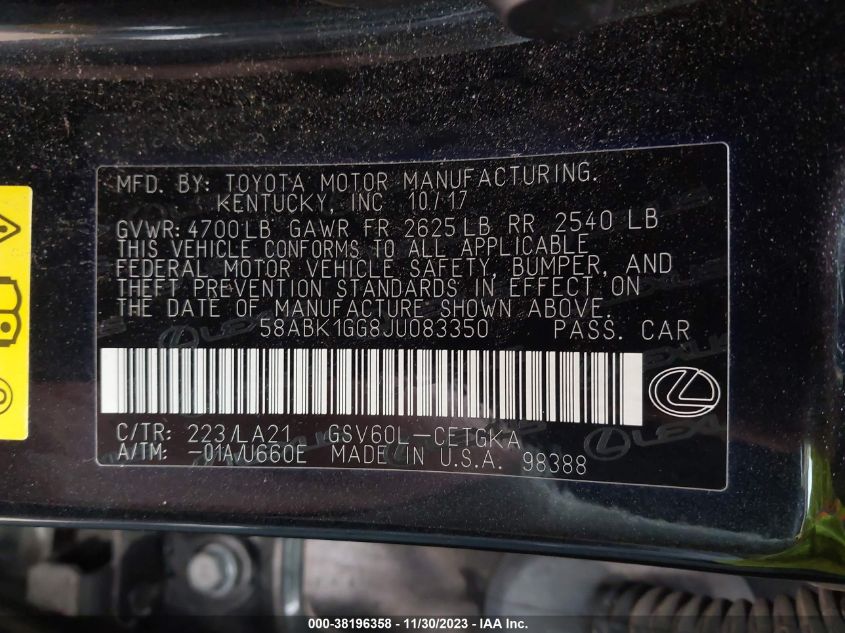 MFD. BY: TOYOTA MOTOR MANUFACTURING.
KENTUCKY, INC 10/17
GVWR: 4700LB GAWR FR 2625LB RR 2540 LB
THIS VEHICLE CONFORMS TO ALL APPLICABLE
FEDERAL MOTOR VEHICLE SAFETY, BUMPER, AND
THEFT PREVENTION STANDARDS IN EFFECT ON
THE DATE OF MANUFACTURE SHOWN ABOVE.
58ABK1GG8JU083350 PASS. CAR
C/TR: 223/LA21 GSV60L-CETGKA
A/TM: -01A/U660E MADE IN U.S.A. 98388
000-38196358 - 11/30/2023 - IAA Inc.